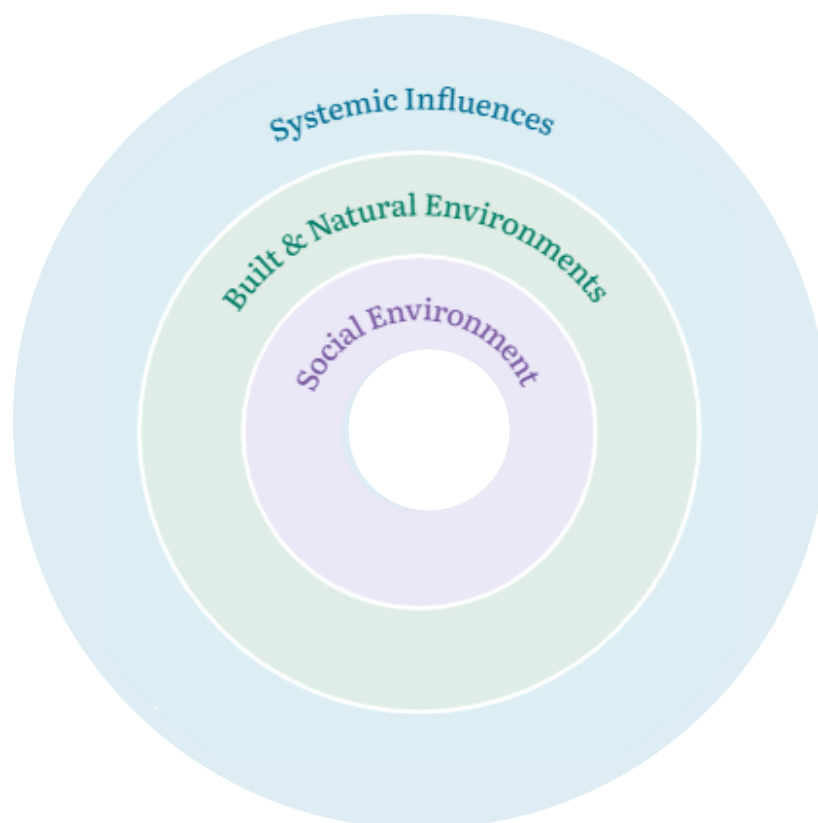 Systemic Influences
Built & Natural Environments
Social Environment